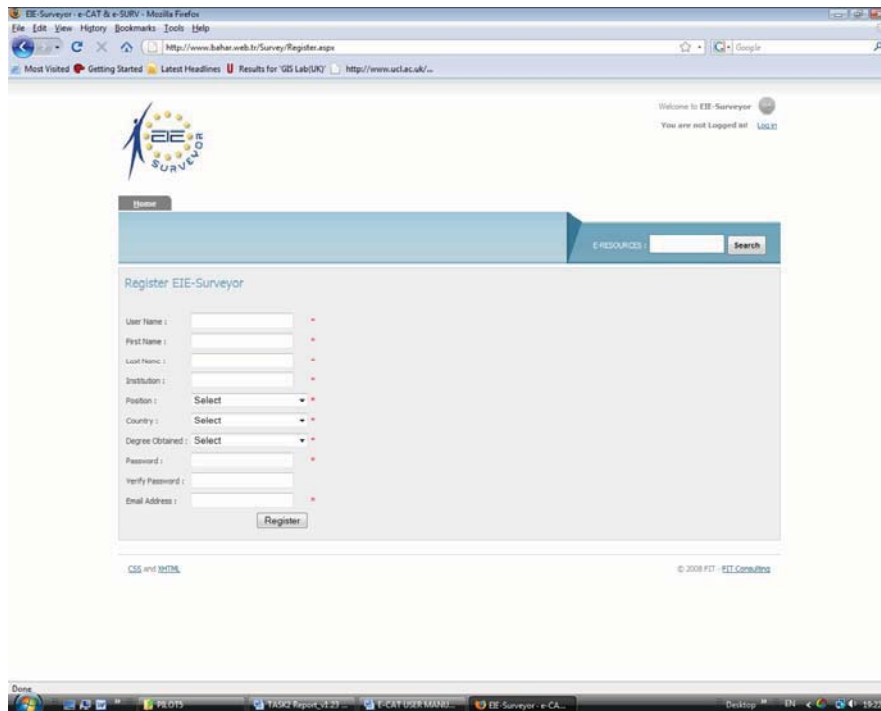 EIE-Surveyor - e-CAT & e-SURV - Mozilla Firefox
File Edit View History Bookmarks Tools Help
http://www.bahar.web.tr/Survey/Register.aspx
Google
Most Visited Getting Started Latest Headlines Results for 'GIS Lab(UK)' http://www.ucl.ac.uk/...
Welcome to EIE-Surveyor
You are not Logged in! Log in
EIE
SURVEYOR
Home
E-RESOURCES : Search
Register EIE-Surveyor
User Name : *
First Name : *
Last Name : *
Institution : *
Position : Select *
Country : Select *
Degree Obtained : Select *
Password : *
Verify Password :
Email Address : *
Register
CSS and XHTML
© 2008 FIT - FIT Consulting
Done
PILOTS
TASK2 Report_v1.23 ...
E-CAT USER MANU...
EIE-Surveyor - e-CA...
Desktop
EN
19:22